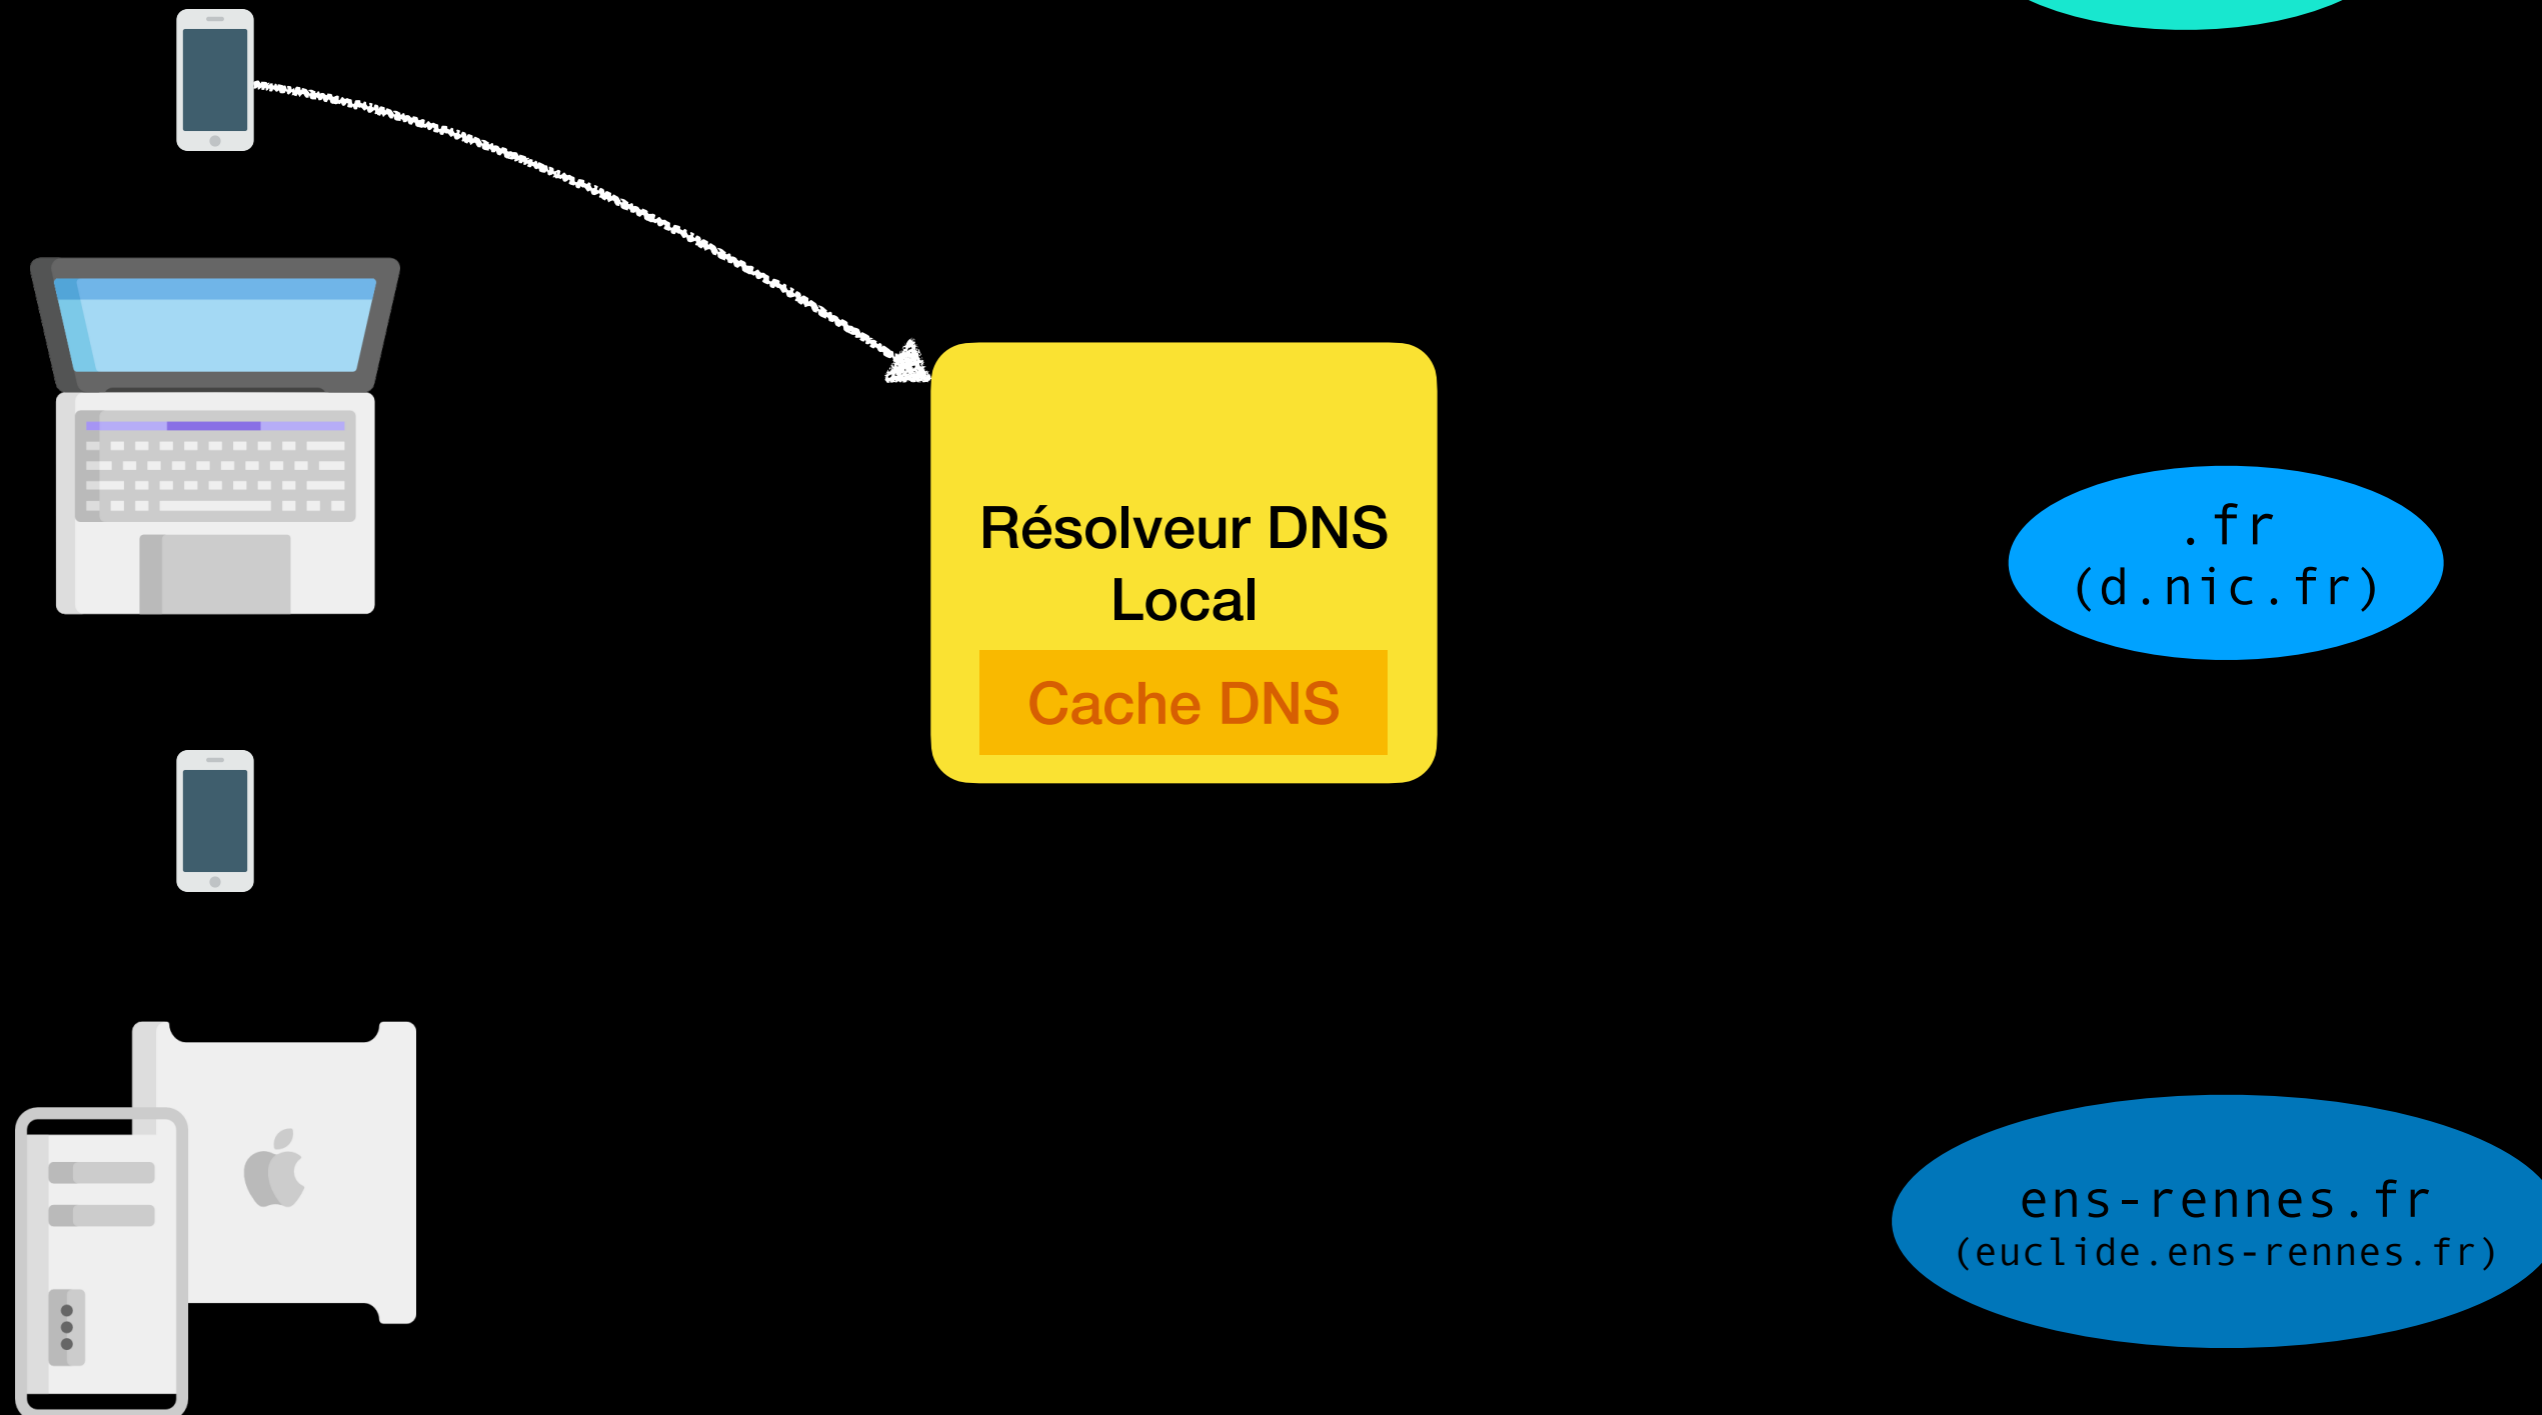 Résolveur DNS
Local
Cache DNS
.fr
(d.nic.fr)
ens-rennes.fr
(euclide.ens-rennes.fr)